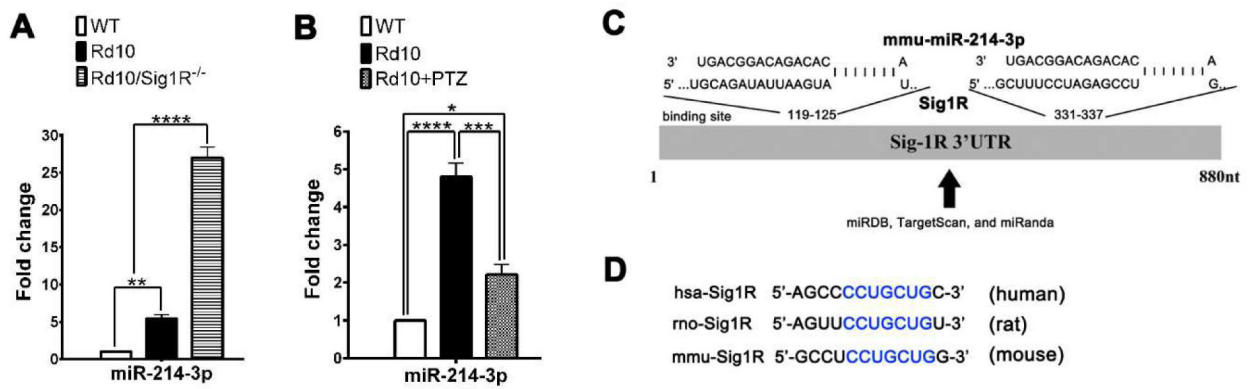 A
WT
Rd10
Rd10/Sig1R-/-
Fold change
30
25
20
15
10
5
0
**
****
miR-214-3p
B
WT
Rd10
Rd10+PTZ
Fold change
6
5
4
3
2
1
0
*
**** ***
miR-214-3p
C
mmu-miR-214-3p
3' UGACGGACAGACAC A
5' ...UGCAGAUAUUAAGUA U..
3' UGACGGACAGACAC A
5' ...GCUUUCCUAGAGCCU G..
Sig1R
binding site 119-125 331-337
Sig-1R 3'UTR
1 880nt
miRDB, TargetScan, and miRanda
D
hsa-Sig1R 5'-AGCCCCUGCUGC-3' (human)
rno-Sig1R 5'-AGUUCCUGCUGU-3' (rat)
mmu-Sig1R 5'-GCCUCCUGCUGG-3' (mouse)